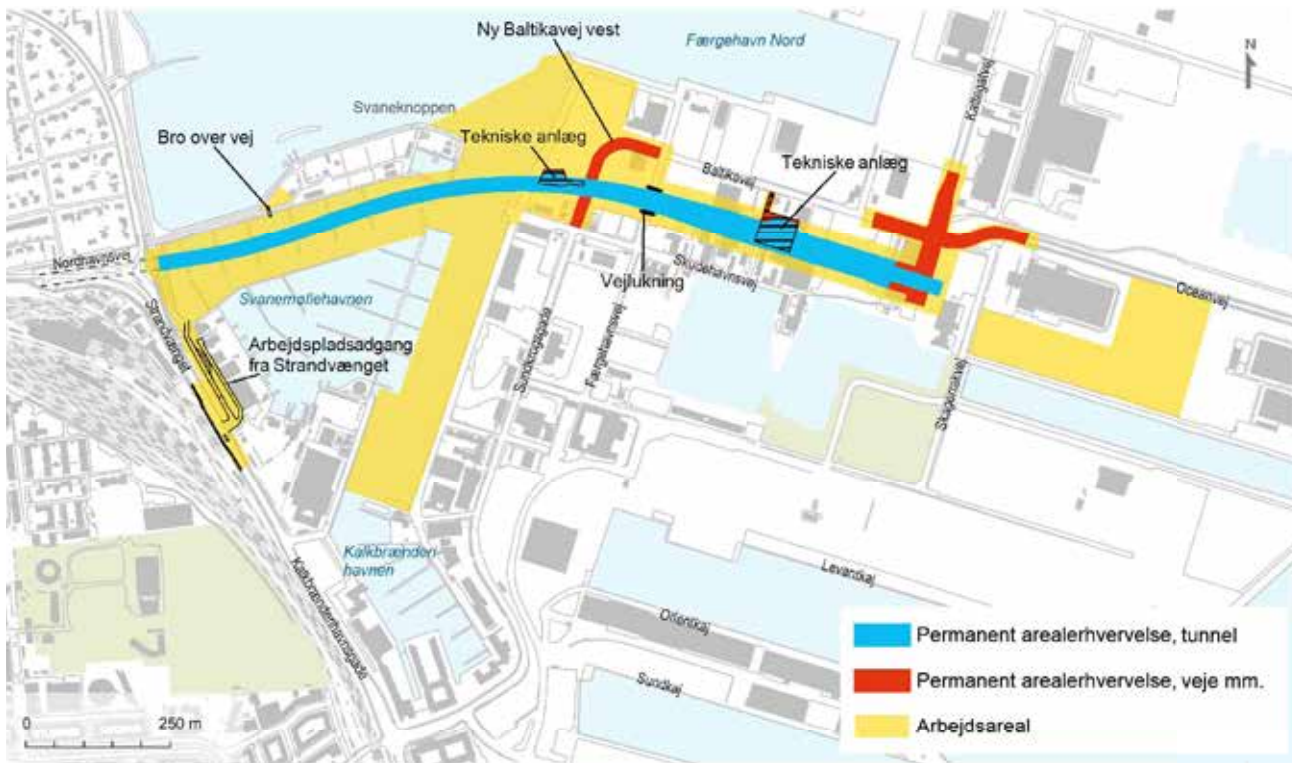 Ny Baltikavej vest
Færgehavn Nord
N
Kattegatvej
Svaneknoppen
Bro over vej
Tekniske anlæg
Baltikavej
Tekniske anlæg
Nordhavnsvej
Vejlukning
Skudehavnsvej
Oceanvej
Svanemøllehavnen
Strandvænget
Arbejdspladsadgang
fra Strandvænget
Sundkrogsgade
Færgehavnsvej
Skagerrakvej
Kalkbrænderi
havnen
Kalkbrænderihavnsgade
Levantkaj
Orientkaj
Sundkaj
Permanent arealerhvervelse, tunnel
Permanent arealerhvervelse, veje mm.
Arbejdsareal
0 250 m